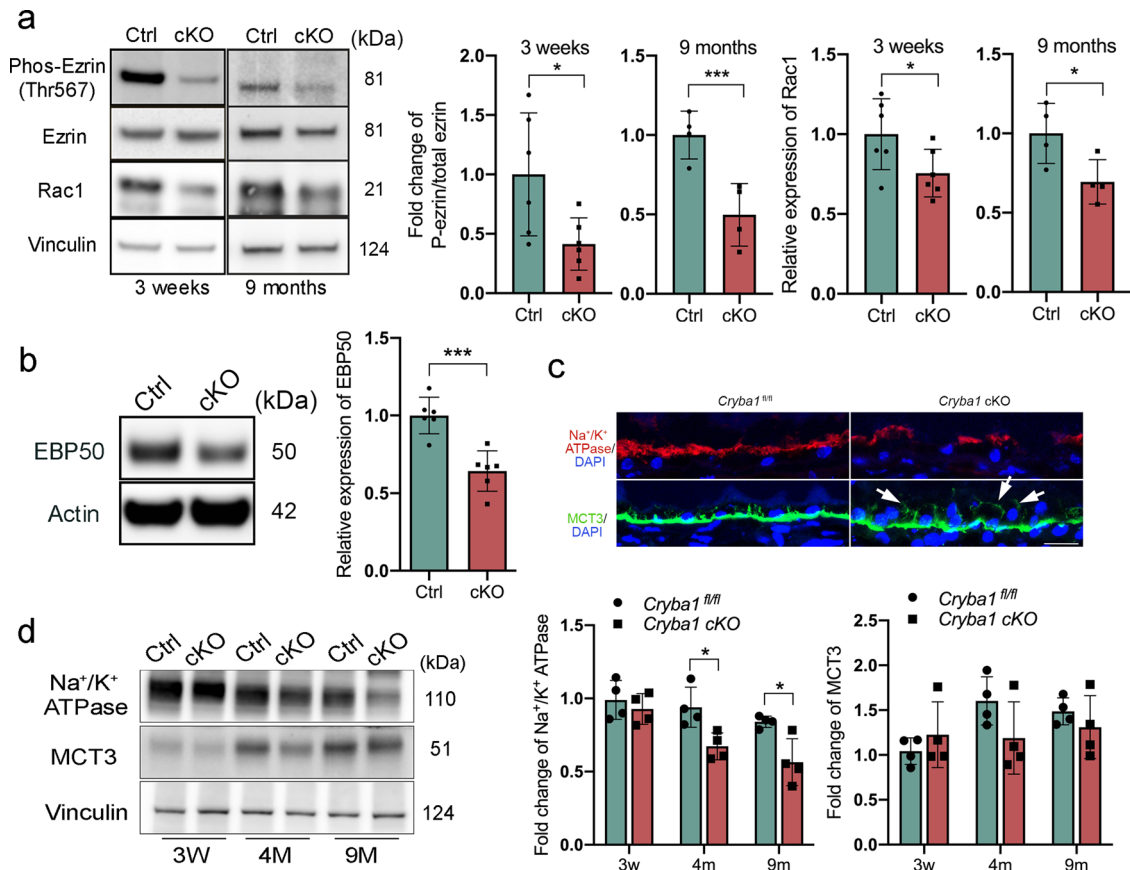 a
Ctrl cKO Ctrl cKO (kDa)
Phos-Ezrin
(Thr567)
81
Ezrin
81
Rac1
21
Vinculin
124
3 weeks 9 months
Fold change of
P-ezrin/total ezrin
3 weeks
*
2.0
1.5
1.0
0.5
0.0
Ctrl cKO
9 months
***
1.0
0.5
0.0
Ctrl cKO
Relative expression of Rac1
3 weeks
*
1.5
1.0
0.5
0.0
Ctrl cKO
9 months
*
1.5
1.0
0.5
0.0
Ctrl cKO
b
Ctrl cKO (kDa)
EBP50 50
Actin 42
Relative expression of EBP50
***
1.5
1.0
0.5
0.0
Ctrl cKO
c
Cryba1 fl/fl Cryba1 cKO
Na⁺/K⁺
ATPase/
DAPI
MCT3/
DAPI
d
Ctrl cKO Ctrl cKO Ctrl cKO (kDa)
Na⁺/K⁺
ATPase
110
MCT3 51
Vinculin 124
3W 4M 9M
Fold change of Na⁺/K⁺ ATPase
Cryba1 fl/fl
Cryba1 cKO
* *
1.5
1.0
0.5
0.0
3w 4m 9m
Fold change of MCT3
Cryba1 fl/fl
Cryba1 cKO
2.5
2.0
1.5
1.0
0.5
0.0
3w 4m 9m